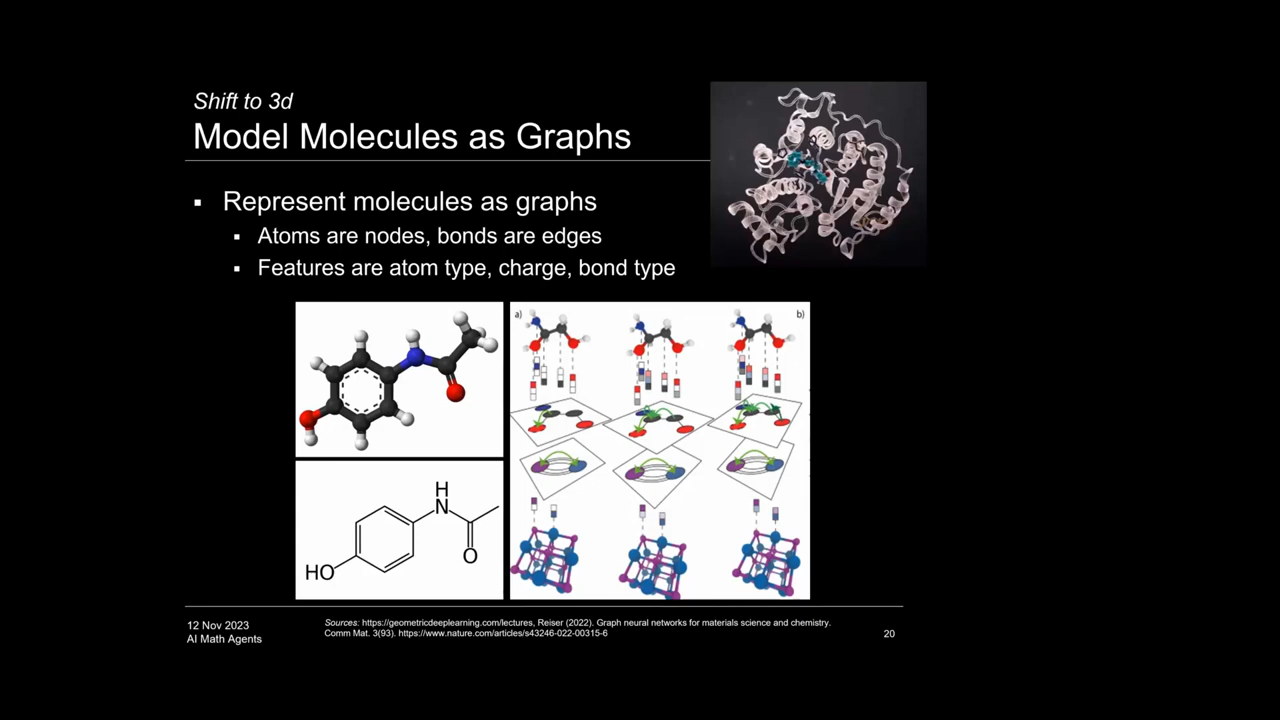 Shift to 3d
Model Molecules as Graphs
▪ Represent molecules as graphs
▪ Atoms are nodes, bonds are edges
▪ Features are atom type, charge, bond type
a)
b)
H
N
O
HO
12 Nov 2023
AI Math Agents
Sources: https://geometricdeeplearning.com/lectures, Reiser (2022). Graph neural networks for materials science and chemistry.
Comm Mat. 3(93). https://www.nature.com/articles/s43246-022-00315-6
20